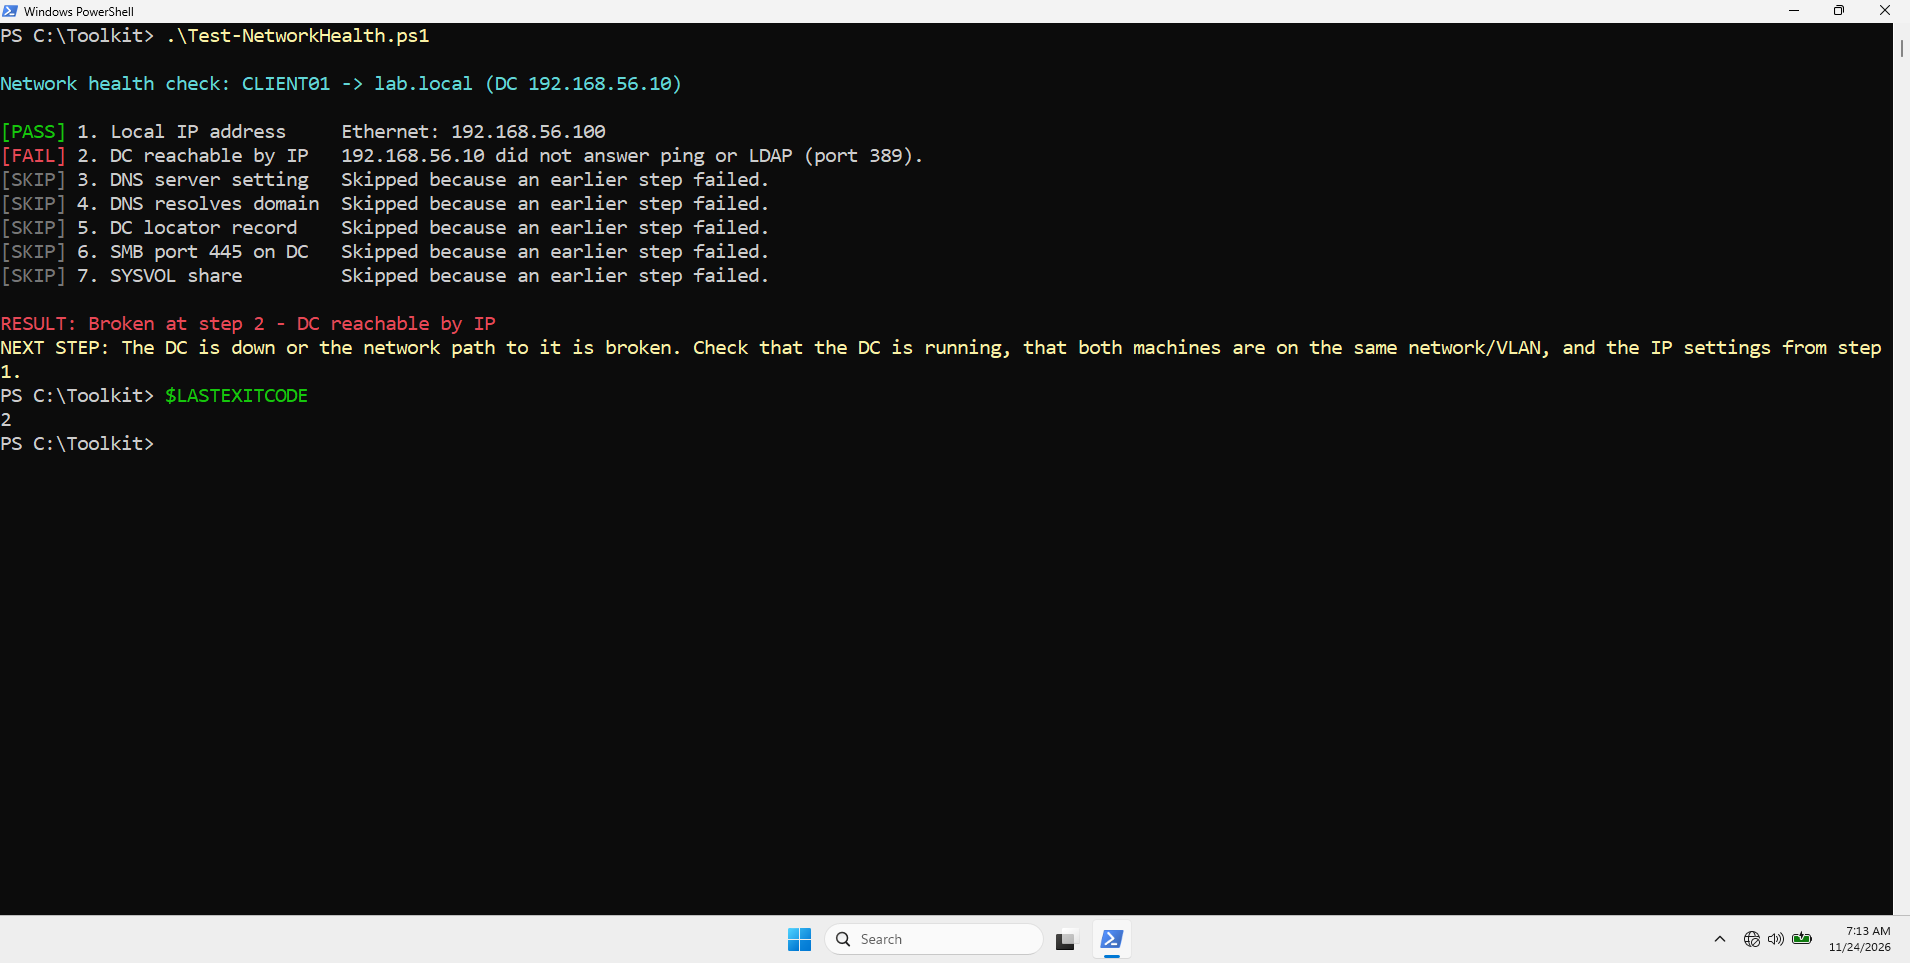 Windows PowerShell
PS C:\Toolkit> .\Test-NetworkHealth.ps1
Network health check: CLIENT01 -> lab.local (DC 192.168.56.10)
[PASS] 1. Local IP address     Ethernet: 192.168.56.100
[FAIL] 2. DC reachable by IP   192.168.56.10 did not answer ping or LDAP (port 389).
[SKIP] 3. DNS server setting   Skipped because an earlier step failed.
[SKIP] 4. DNS resolves domain  Skipped because an earlier step failed.
[SKIP] 5. DC locator record    Skipped because an earlier step failed.
[SKIP] 6. SMB port 445 on DC   Skipped because an earlier step failed.
[SKIP] 7. SYSVOL share         Skipped because an earlier step failed.
RESULT: Broken at step 2 - DC reachable by IP
NEXT STEP: The DC is down or the network path to it is broken. Check that the DC is running, that both machines are on the same network/VLAN, and the IP settings from step
1.
PS C:\Toolkit> $LASTEXITCODE
2
PS C:\Toolkit>
Search
7:13 AM
11/24/2026